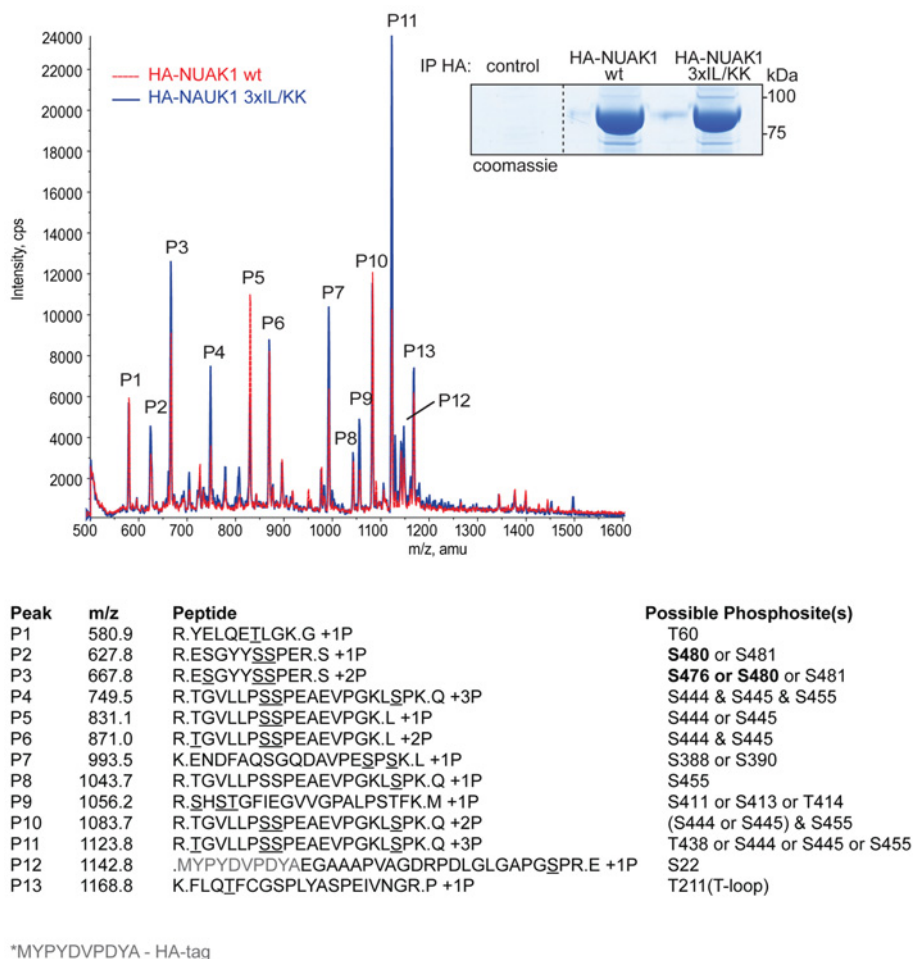 P11
24000
22000
20000
18000
16000
14000
12000
10000
8000
6000
4000
2000
Intensity, cps
HA-NUAK1 wt
HA-NAUK1 3xIL/KK
P1
P2
P3
P4
P5
P6
P7
P8
P9
P10
P12
P13
500 600 700 800 900 1000 1100 1200 1300 1400 1500 1600
m/z, amu
IP HA: control HA-NUAK1 wt HA-NUAK1 3xIL/KK kDa
-100
-75
coomassie
Peak m/z Peptide Possible Phosphosite(s)
P1 580.9 R.YELQETLGK.G +1P T60
P2 627.8 R.ESGYYSSPER.S +1P S480 or S481
P3 667.8 R.ESGYYSSPER.S +2P S476 or S480 or S481
P4 749.5 R.TGVLLPSSPEAEVPGKLSPK.Q +3P S444 & S445 & S455
P5 831.1 R.TGVLLPSSPEAEVPGK.L +1P S444 or S445
P6 871.0 R.TGVLLPSSPEAEVPGK.L +2P S444 & S445
P7 993.5 K.ENDFAQSGQDAVPESPSK.L +1P S388 or S390
P8 1043.7 R.TGVLLPSSPEAEVPGKLSPK.Q +1P S455
P9 1056.2 R.SHSTGFIEGVVGPALPSTFK.M +1P S411 or S413 or T414
P10 1083.7 R.TGVLLPSSPEAEVPGKLSPK.Q +2P (S444 or S445) & S455
P11 1123.8 R.TGVLLPSSPEAEVPGKLSPK.Q +3P T438 or S444 or S445 or S455
P12 1142.8 .MYPYDVPDYAEGAAAPVAGDRPDLGLGAPGSPR.E +1P S22
P13 1168.8 K.FLQTFCGSPLYASPEIVNGR.P +1P T211(T-loop)
*MYPYDVPDYA - HA-tag